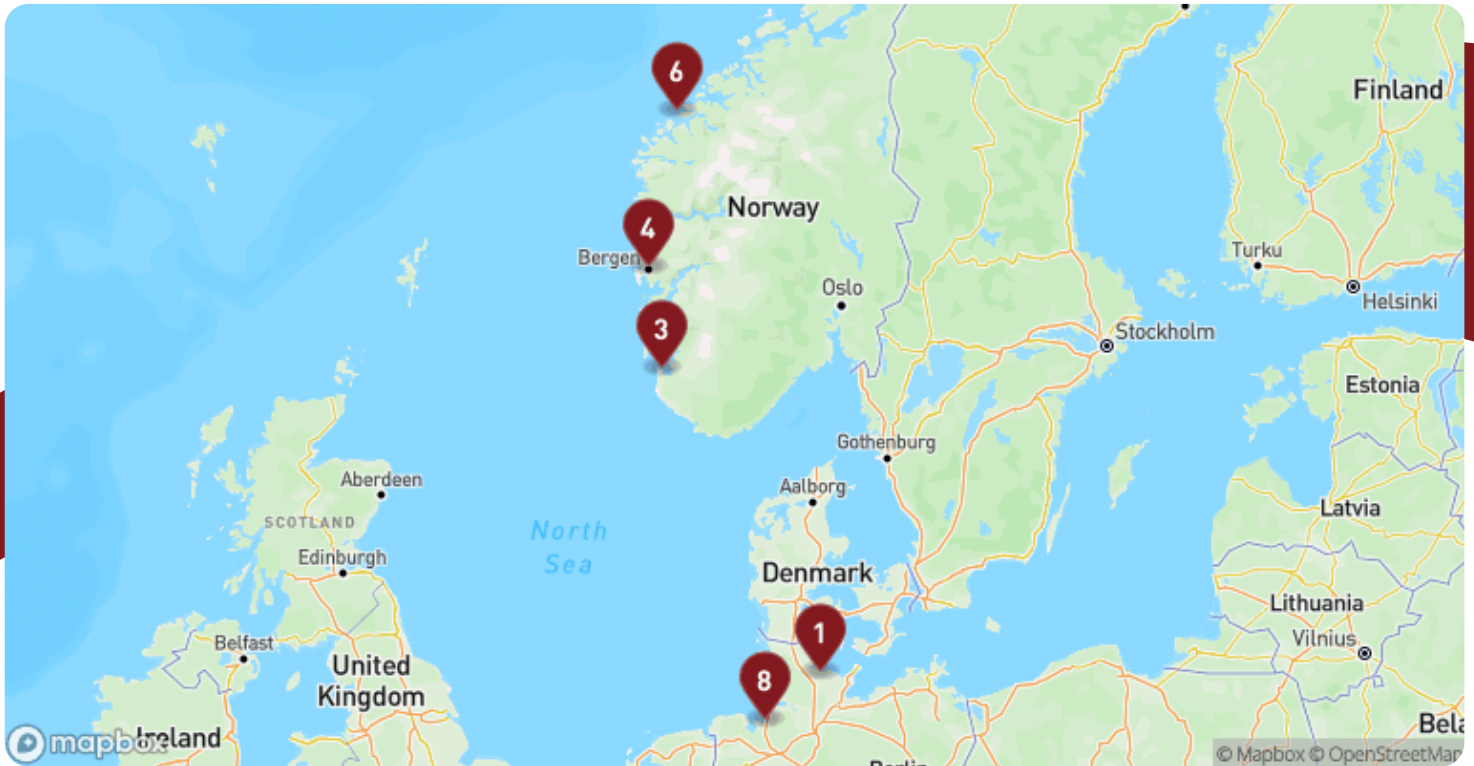 6
Finland
Norway
4
Bergen
Turku
Oslo
Helsinki
3
Stockholm
Estonia
Gothenburg
Aberdeen
Aalborg
Latvia
SCOTLAND
North
Sea
Edinburgh
Denmark
Lithuania
1
Vilnius
Belfast
United
Kingdom
8
Ireland
mapbox
© Mapbox © OpenStreetMap